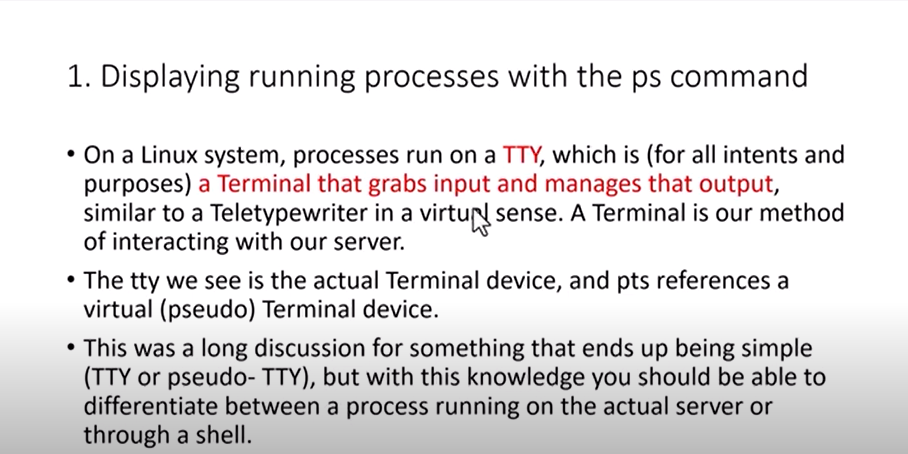 1. Displaying running processes with the ps command
• On a Linux system, processes run on a TTY, which is (for all intents and
purposes) a Terminal that grabs input and manages that output,
similar to a Teletypewriter in a virtual sense. A Terminal is our method
of interacting with our server.
• The tty we see is the actual Terminal device, and pts references a
virtual (pseudo) Terminal device.
• This was a long discussion for something that ends up being simple
(TTY or pseudo- TTY), but with this knowledge you should be able to
differentiate between a process running on the actual server or
through a shell.